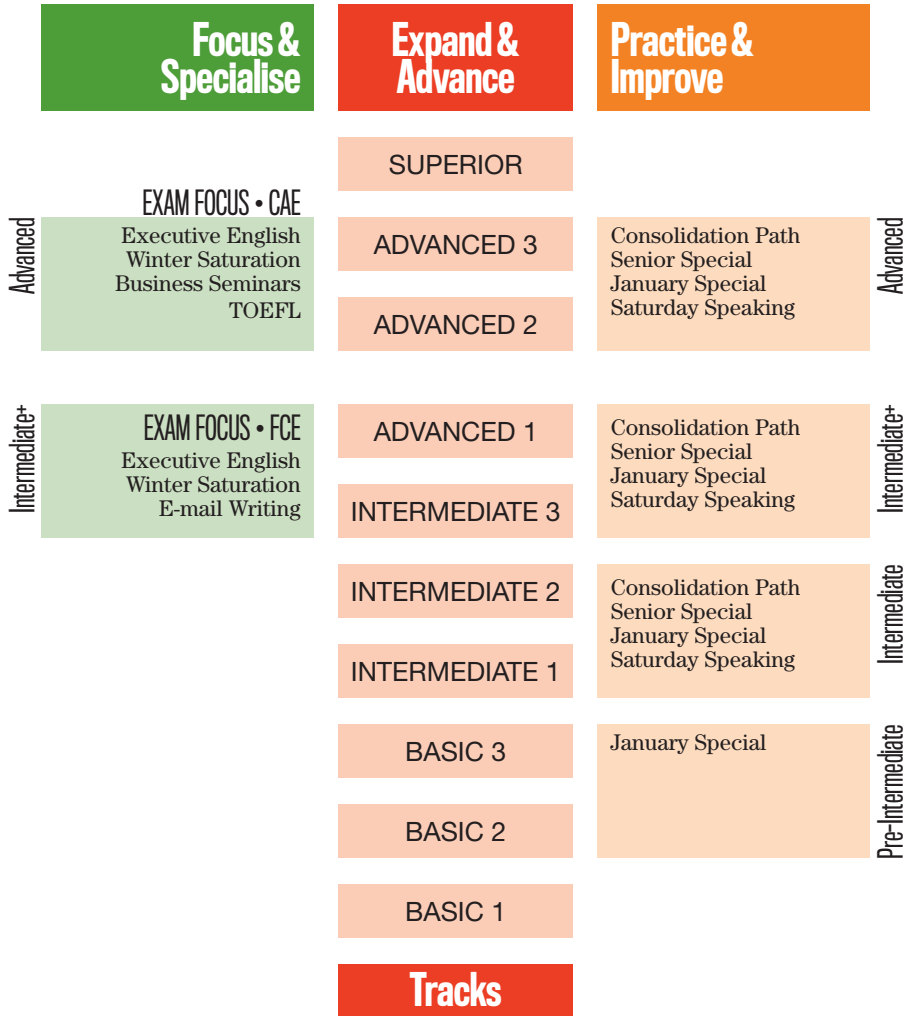 Focus &
Specialise
Expand &
Advance
Practice &
Improve
SUPERIOR
EXAM FOCUS • CAE
Advanced
Executive English
Winter Saturation
Business Seminars
TOEFL
ADVANCED 3
ADVANCED 2
Consolidation Path
Senior Special
January Special
Saturday Speaking
Advanced
Intermediate+
EXAM FOCUS • FCE
Executive English
Winter Saturation
E-mail Writing
ADVANCED 1
INTERMEDIATE 3
Consolidation Path
Senior Special
January Special
Saturday Speaking
Intermediate+
INTERMEDIATE 2
INTERMEDIATE 1
Consolidation Path
Senior Special
January Special
Saturday Speaking
Intermediate
BASIC 3
BASIC 2
January Special
Pre-Intermediate
BASIC 1
Tracks